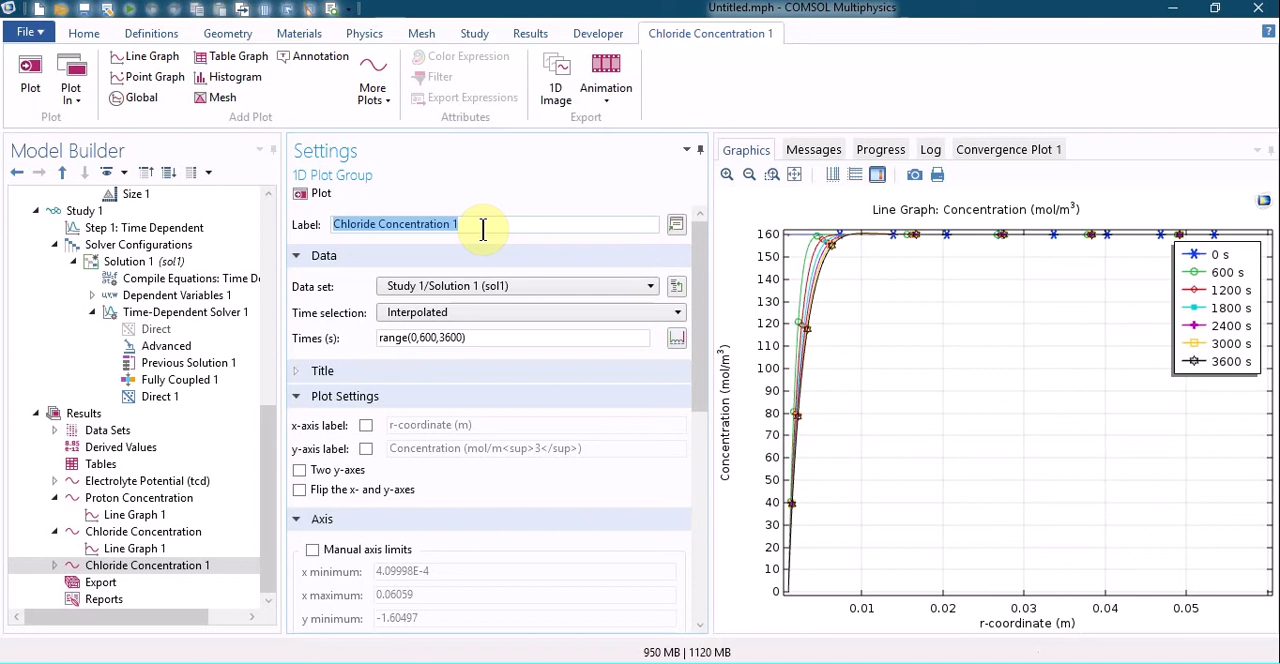 Untitled.mph - COMSOL Multiphysics
File
Home
Definitions
Geometry
Materials
Physics
Mesh
Study
Results
Developer
Chloride Concentration 1
Plot
Plot In
Line Graph
Table Graph
Annotation
Point Graph
Histogram
Global
Mesh
More Plots
Color Expression
Filter
Export Expressions
1D Image
Animation
Plot
Add Plot
Attributes
Export
Model Builder
Size 1
Study 1
Step 1: Time Dependent
Solver Configurations
Solution 1 (sol1)
Compile Equations: Time D
Dependent Variables 1
Time-Dependent Solver 1
Direct
Advanced
Previous Solution 1
Fully Coupled 1
Direct 1
Results
Data Sets
Derived Values
Tables
Electrolyte Potential (tcd)
Proton Concentration
Line Graph 1
Chloride Concentration
Line Graph 1
Chloride Concentration 1
Export
Reports
Settings
1D Plot Group
Plot
Label: Chloride Concentration 1
Data
Data set: Study 1/Solution 1 (sol1)
Time selection: Interpolated
Times (s): range(0,600,3600)
Title
Plot Settings
x-axis label: r-coordinate (m)
y-axis label: Concentration (mol/m<sup>3</sup>)
Two y-axes
Flip the x- and y-axes
Axis
Manual axis limits
x minimum: 4.09998E-4
x maximum: 0.06059
y minimum: -1.60497
Graphics
Messages
Progress
Log
Convergence Plot 1
Line Graph: Concentration (mol/m³)
160
150
140
130
120
110
100
90
80
70
60
50
40
30
20
10
0
Concentration (mol/m³)
0 s
600 s
1200 s
1800 s
2400 s
3000 s
3600 s
0.01
0.02
0.03
0.04
0.05
r-coordinate (m)
950 MB | 1120 MB